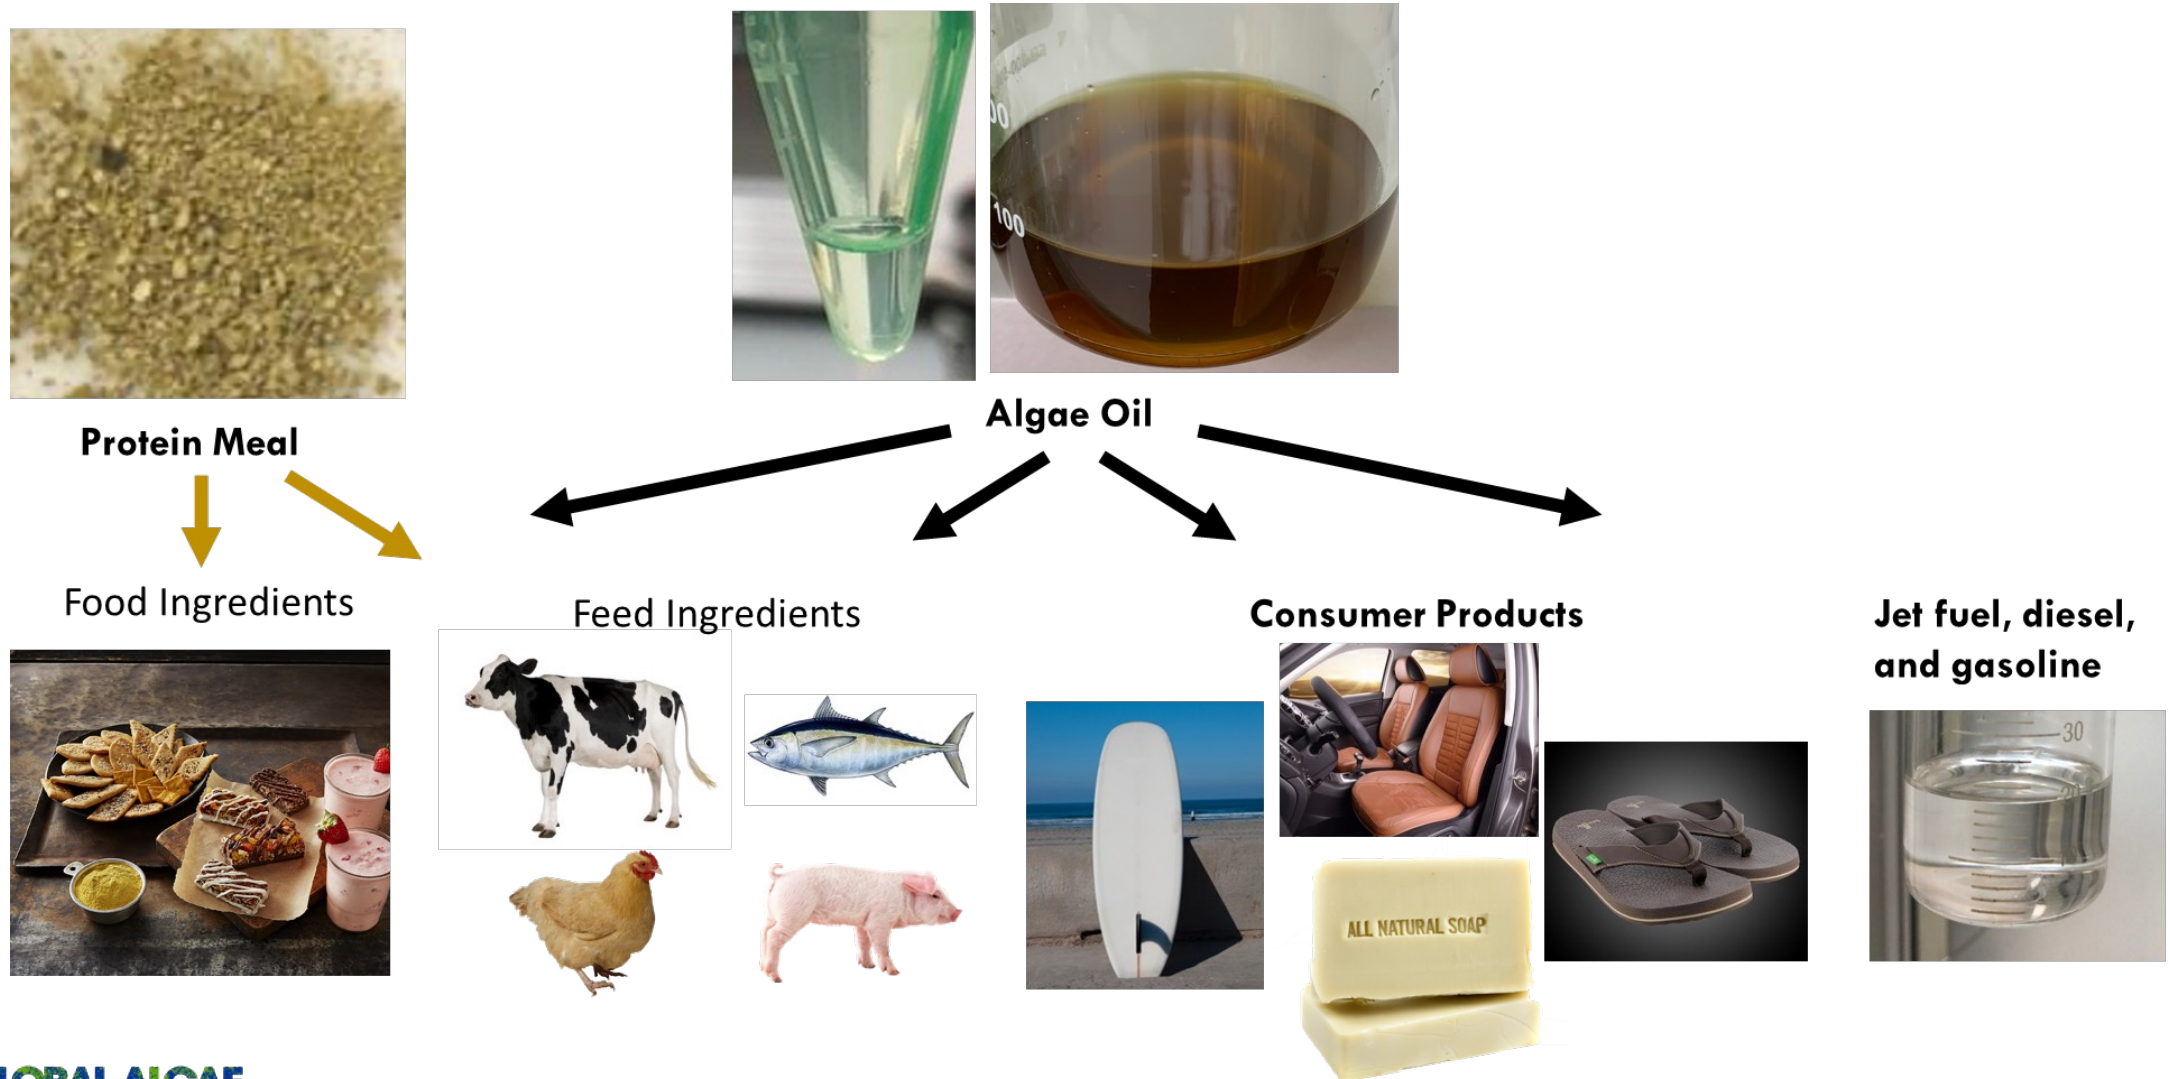 Protein Meal
Algae Oil
100
Food Ingredients
Feed Ingredients
Consumer Products
Jet fuel, diesel,
and gasoline
30
ALL NATURAL SOAP